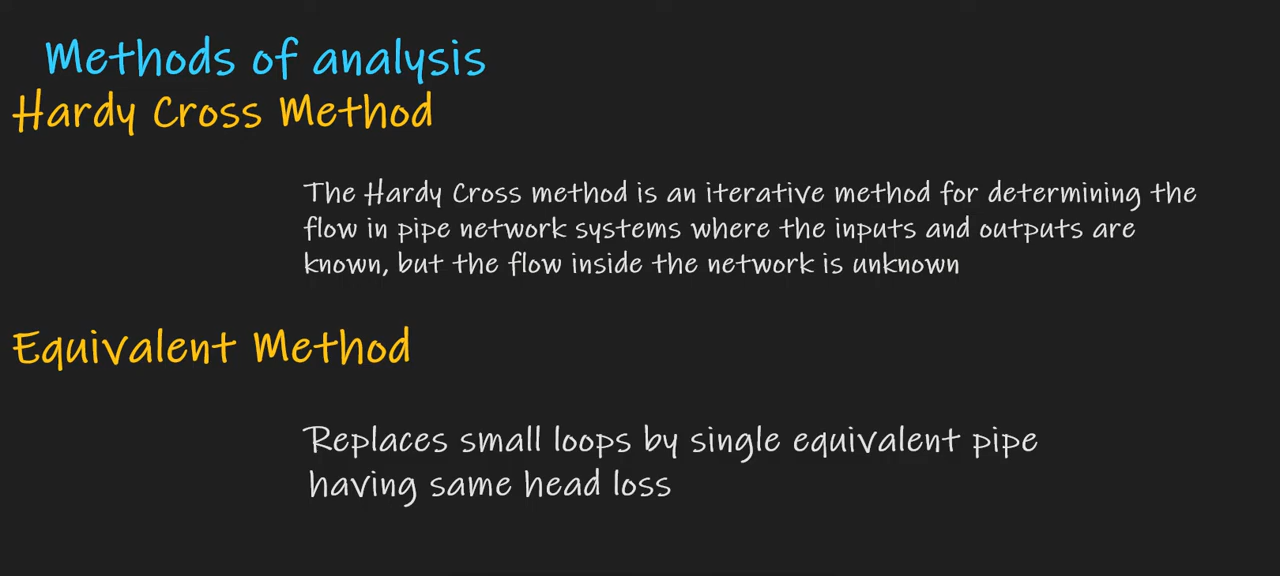 Methods of analysis
Hardy Cross Method
The Hardy Cross method is an iterative method for determining the
flow in pipe network systems where the inputs and outputs are
known, but the flow inside the network is unknown
Equivalent Method
Replaces small loops by single equivalent pipe
having same head loss